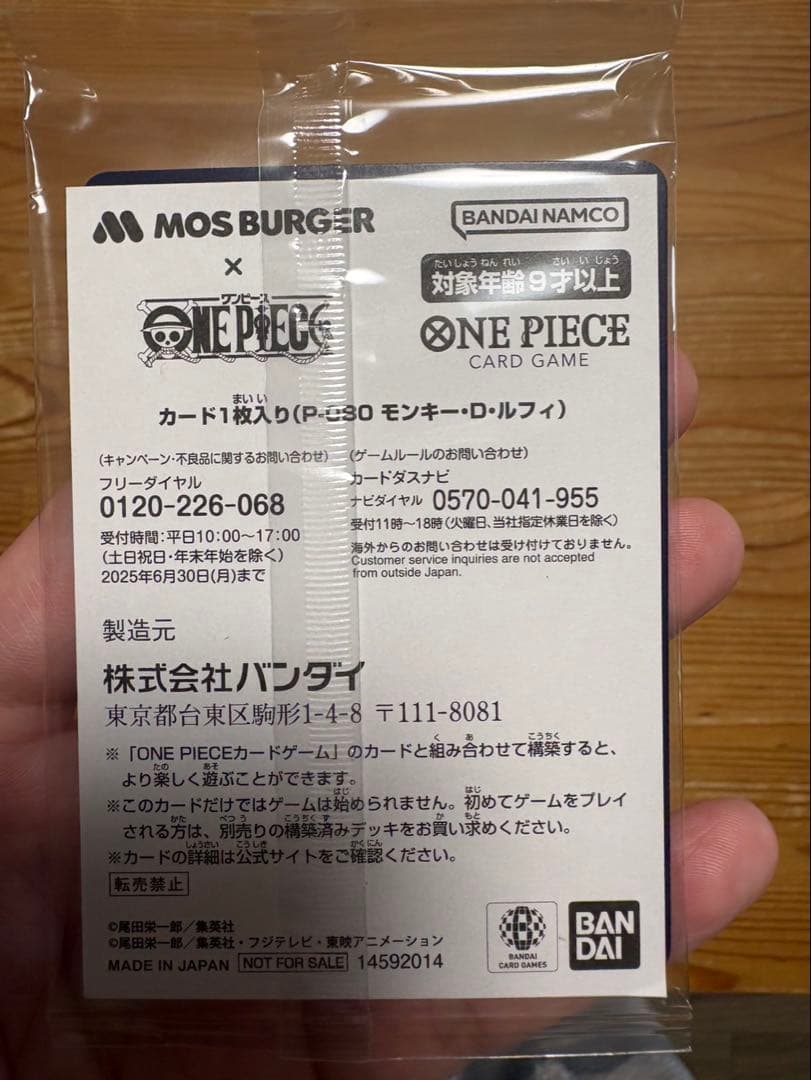 MOS BURGER
×
ワンピース
ONE PIECE
BANDAI NAMCO
たいしょうねんれい さいいじょう
対象年齢9才以上
ONE PIECE
CARD GAME
まいい
カード1枚入り(P-080 モンキー・D・ルフィ)
(キャンペーン・不良品に関するお問い合わせ)
フリーダイヤル
0120-226-068
受付時間:平日10:00〜17:00
(土日祝日・年末年始を除く)
2025年6月30日(月)まで
(ゲームルールのお問い合わせ)
カードダスナビ
ナビダイヤル 0570-041-955
受付11時〜18時(火曜日、当社指定休業日を除く)
海外からのお問い合わせは受け付けておりません。
Customer service inquiries are not accepted
from outside Japan.
製造元
株式会社バンダイ
東京都台東区駒形1-4-8 〒111-8081
く あ こうちく
※「ONE PIECEカードゲーム」のカードと組み合わせて構築すると、
たの あそ
より楽しく遊ぶことができます。
はじ はじ
※このカードだけではゲームは始められません。初めてゲームをプレイ
かた べつう こうちくず か もと
される方は、別売りの構築済みデッキをお買い求めください。
しょうさい こうしき かくにん
※カードの詳細は公式サイトをご確認ください。
転売禁止
©尾田栄一郎/集英社
©尾田栄一郎/集英社・フジテレビ・東映アニメーション
MADE IN JAPAN NOT FOR SALE 14592014
BANDAI
CARD GAMES
BAN
DAI